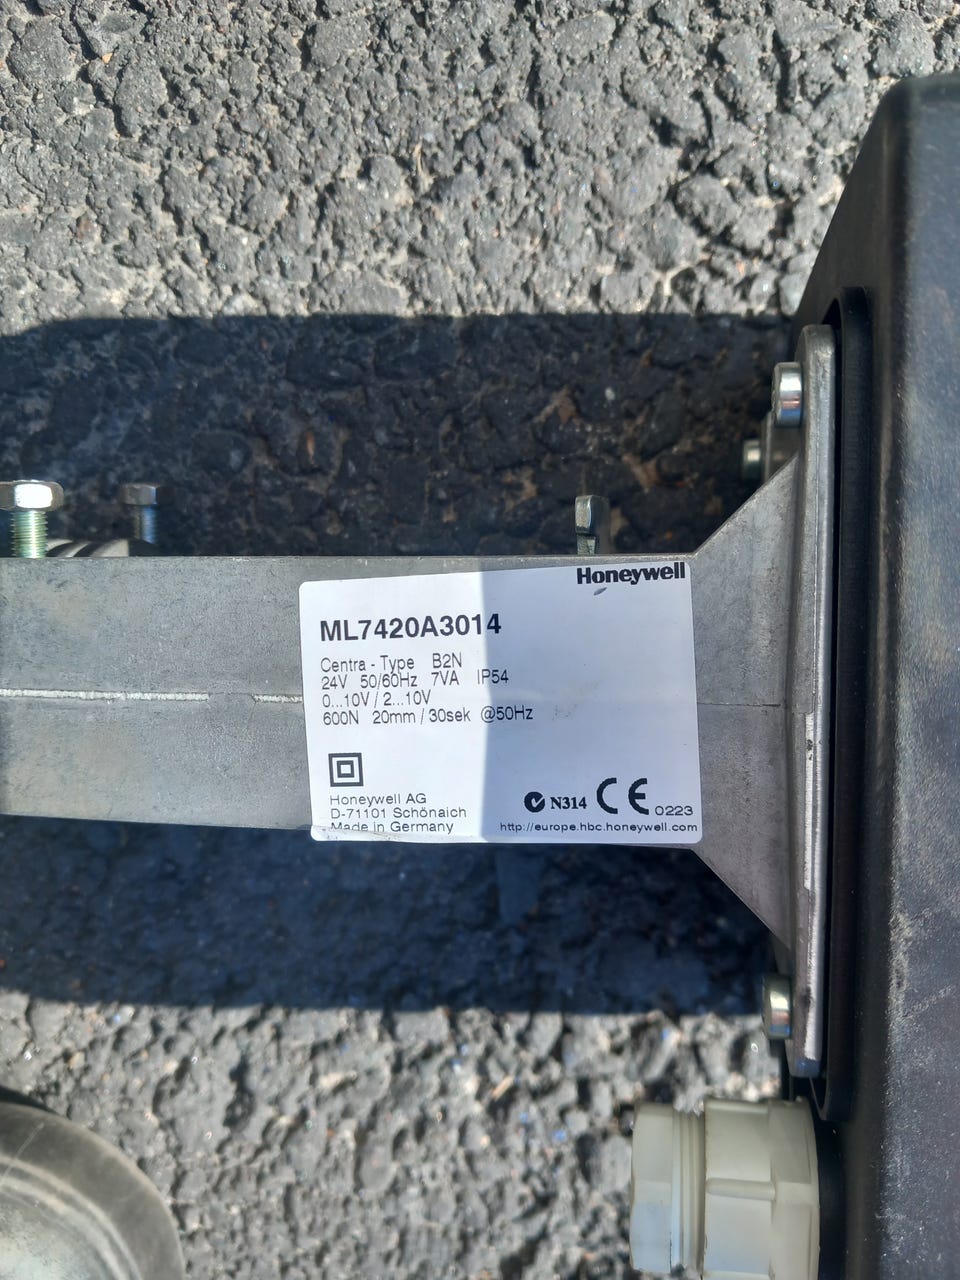 Honeywell
ML7420A3014
Centra - Type B2N
24V 50/60Hz 7VA IP54
0...10V / 2...10V
600N 20mm / 30sek @50Hz
N314 CE 0223
Honeywell AG
D-71101 Schönaich
Made in Germany http://europe.hbc.honeywell.com